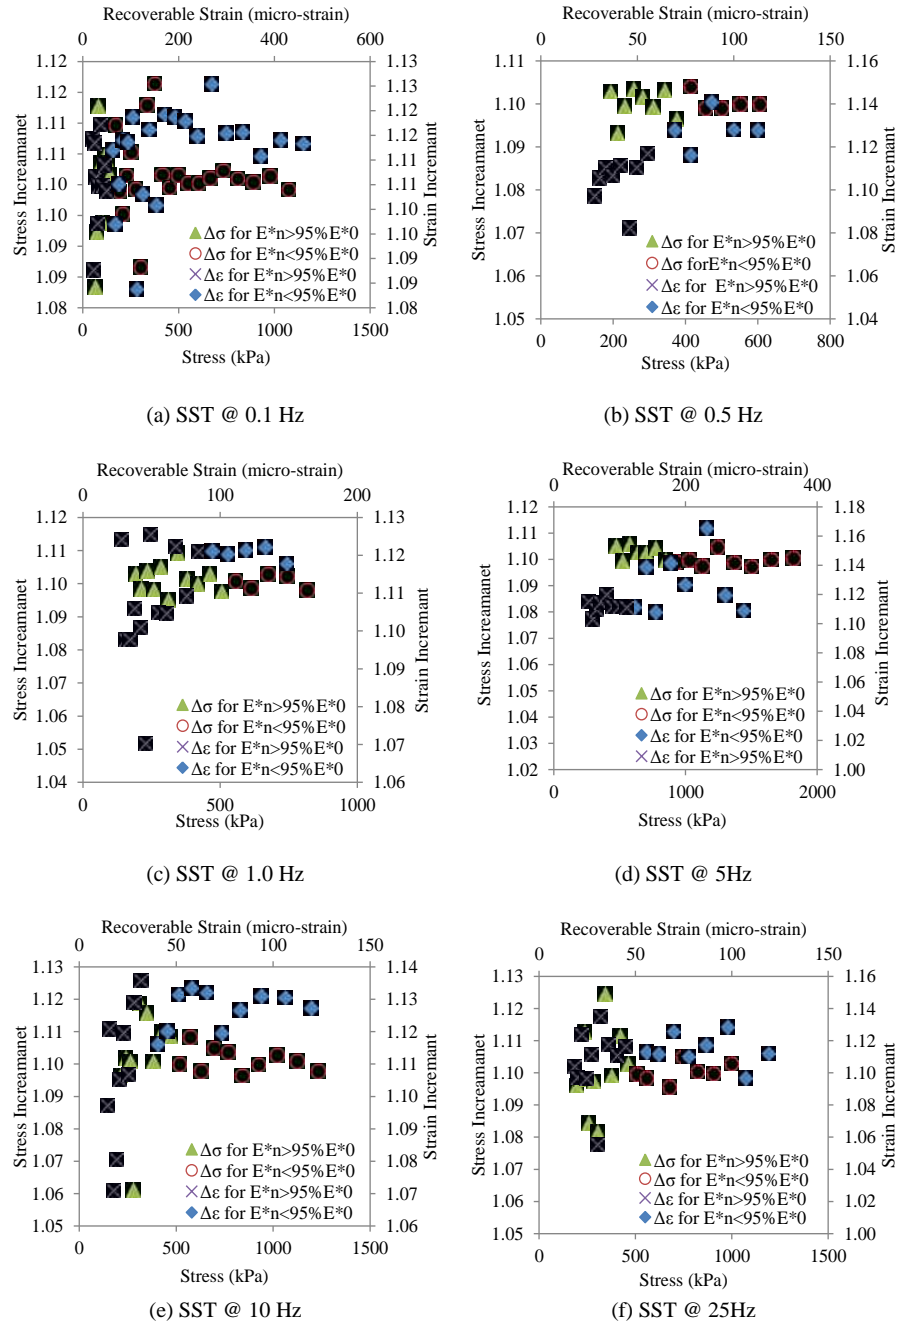 Recoverable Strain (micro-strain)
0 200 400 600
1.12 1.11 1.11 1.10 1.10 1.09 1.09 1.08
Stress Increamanet
1.13 1.12 1.12 1.11 1.11 1.10 1.10 1.09 1.09 1.08 1.08
Strain Incremant
Δσ for E*n>95%E*0
Δσ for E*n<95%E*0
Δε for E*n>95%E*0
Δε for E*n<95%E*0
0 500 1000 1500
Stress (kPa)
(a) SST @ 0.1 Hz
Recoverable Strain (micro-strain)
0 50 100 150
1.11 1.10 1.09 1.08 1.07 1.06 1.05
Stress Increamanet
1.16 1.14 1.12 1.10 1.08 1.06 1.04
Strain Incremant
Δσ for E*n>95%E*0
Δσ forE*n<95%E*0
Δε for E*n>95%E*0
Δε for E*n<95%E*0
0 200 400 600 800
Stress (kPa)
(b) SST @ 0.5 Hz
Recoverable Strain (micro-strain)
0 100 200
1.12 1.11 1.10 1.09 1.08 1.07 1.06 1.05 1.04
Stress Increamanet
1.13 1.12 1.11 1.10 1.09 1.08 1.07 1.06
Strain Incremant
Δσ for E*n>95%E*0
Δσ for E*n<95%E*0
Δε for E*n>95%E*0
Δε for E*n<95%E*0
0 500 1000
Stress (kPa)
(c) SST @ 1.0 Hz
Recoverable Strain (micro-strain)
0 200 400
1.12 1.11 1.10 1.09 1.08 1.07 1.06 1.05 1.04 1.03 1.02
Stress Increamanet
1.18 1.16 1.14 1.12 1.10 1.08 1.06 1.04 1.02 1.00
Strain Incremant
Δσ for E*n>95%E*0
Δσ for E*n<95%E*0
Δε for E*n<95%E*0
Δε for E*n>95%E*0
0 1000 2000
Stress (kPa)
(d) SST @ 5Hz
Recoverable Strain (micro-strain)
0 50 100 150
1.13 1.12 1.11 1.10 1.09 1.08 1.07 1.06 1.05
Stress Increamanet
1.14 1.13 1.12 1.11 1.10 1.09 1.08 1.07 1.06
Strain Incremant
Δσ for E*n>95%E*0
Δσ for E*n<95%E*0
Δε for E*n>95%E*0
Δε for E*n<95%E*0
0 500 1000 1500
Stress (kPa)
(e) SST @ 10 Hz
Recoverable Strain (micro-strain)
0 50 100 150
1.13 1.12 1.11 1.10 1.09 1.08 1.07 1.06 1.05
Stress Increamanet
1.16 1.14 1.12 1.10 1.08 1.06 1.04 1.02 1.00
Strain Incremant
Δσ for E*n>95%E*0
Δσ for E*n<95%E*0
Δε for E*n>95%E*0
Δε for E*n<95%E*0
0 500 1000 1500
Stress (kPa)
(f) SST @ 25Hz